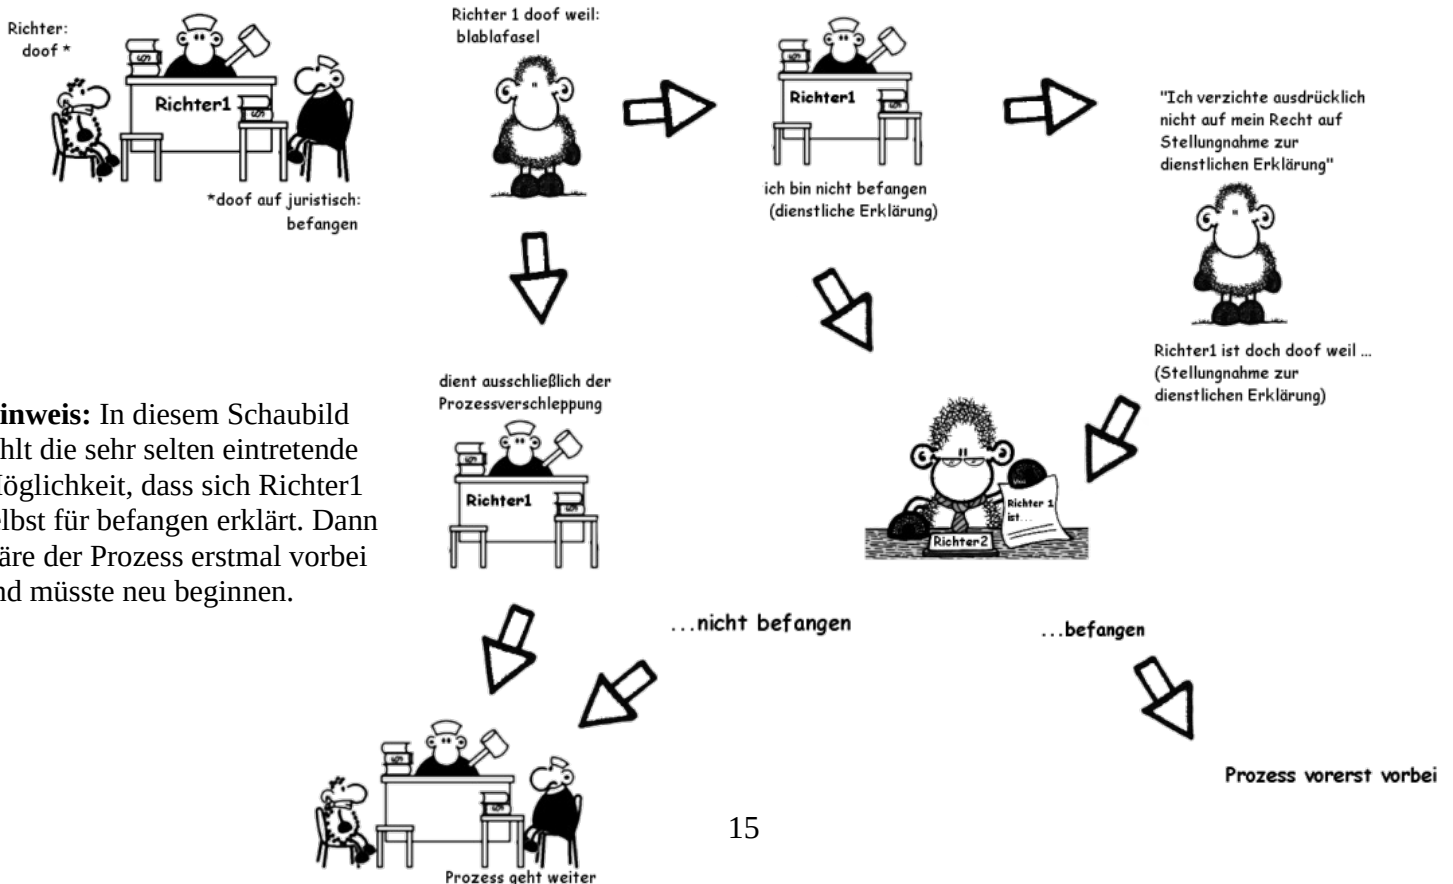 Richter:
doof *
Richter1
*doof auf juristisch:
befangen
Richter 1 doof weil:
blablafasel
Richter1
ich bin nicht befangen
(dienstliche Erklärung)
"Ich verzichte ausdrücklich
nicht auf mein Recht auf
Stellungnahme zur
dienstlichen Erklärung"
Richter1 ist doch doof weil ...
(Stellungnahme zur
dienstlichen Erklärung)
dient ausschließlich der
Prozessverschleppung
Richter1
inweis: In diesem Schaubild
hlt die sehr selten eintretende
öglichkeit, dass sich Richter1
elbst für befangen erklärt. Dann
äre der Prozess erstmal vorbei
nd müsste neu beginnen.
Richter 1
ist...
Richter2
...nicht befangen
...befangen
Prozess vorerst vorbei
Prozess geht weiter
15